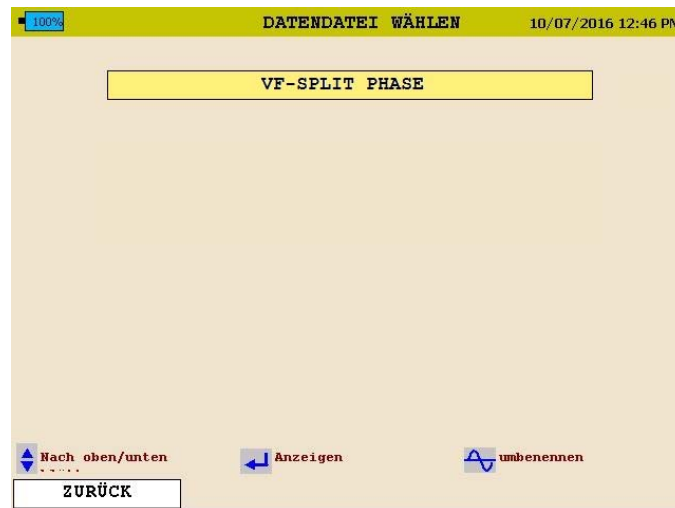 100% DATENDATEI WÄHLEN 10/07/2016 12:46 PM
VF-SPLIT PHASE
Nach oben/unten Anzeigen umbenennen
ZURÜCK